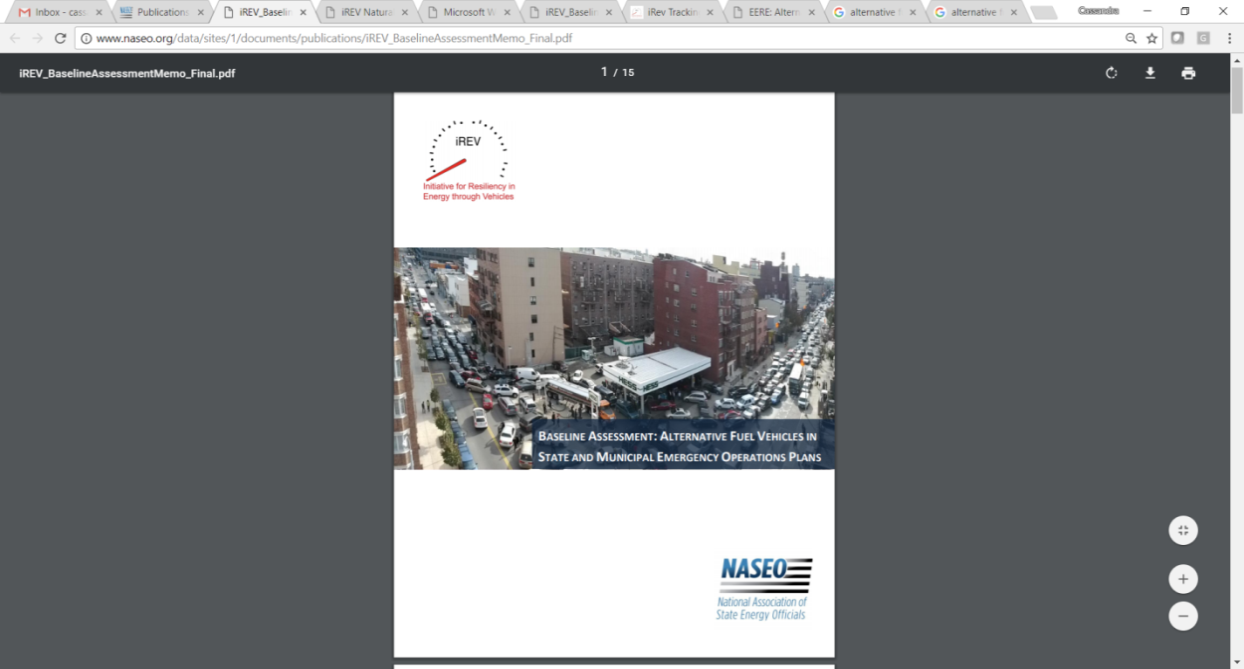 Inbox - cass
Publications
iREV_Baselin
iREV Natura
Microsoft W
iREV_Baselin
iRev Trackin
EERE: Altern
alternative
alternative
Cassandra
www.naseo.org/data/sites/1/documents/publications/iREV_BaselineAssessmentMemo_Final.pdf
iREV_BaselineAssessmentMemo_Final.pdf
1 / 15
iREV
Initiative for Resiliency in
Energy through Vehicles
BASELINE ASSESSMENT: ALTERNATIVE FUEL VEHICLES IN
STATE AND MUNICIPAL EMERGENCY OPERATIONS PLANS
NASEO
National Association of
State Energy Officials